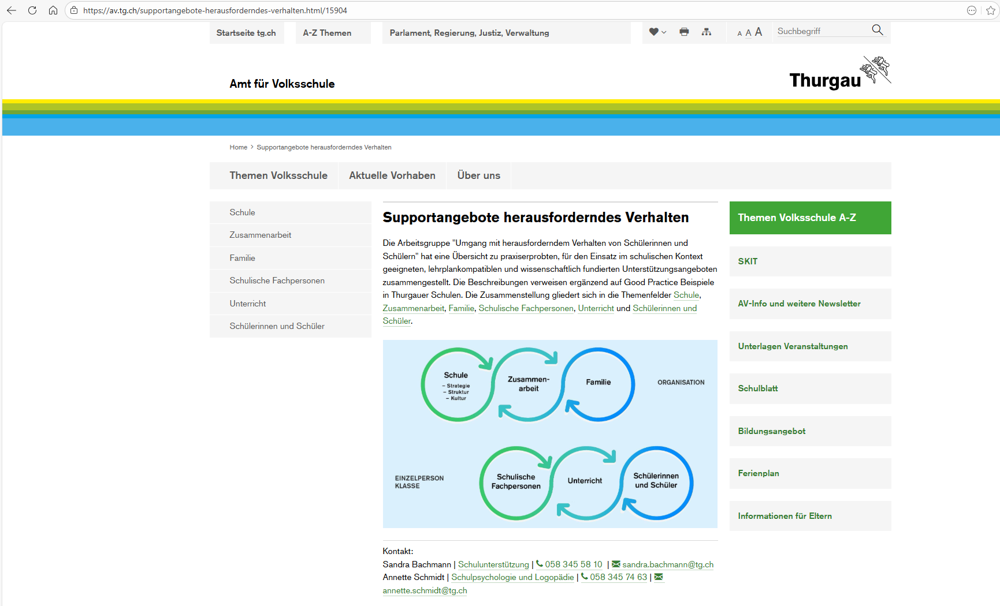 https://av.tg.ch/supportangebote-herausforderndes-verhalten.html/15904
Startseite tg.ch
A-Z Themen
Parlament, Regierung, Justiz, Verwaltung
A A A
Suchbegriff
Amt für Volksschule
Thurgau
Home > Supportangebote herausforderndes Verhalten
Themen Volksschule
Aktuelle Vorhaben
Über uns
Schule
Zusammenarbeit
Familie
Schulische Fachpersonen
Unterricht
Schülerinnen und Schüler
Supportangebote herausforderndes Verhalten
Die Arbeitsgruppe "Umgang mit herausforderndem Verhalten von Schülerinnen und
Schülern" hat eine Übersicht zu praxiserprobten, für den Einsatz im schulischen Kontext
geeigneten, lehrplankompatiblen und wissenschaftlich fundierten Unterstützungsangeboten
zusammengestellt. Die Beschreibungen verweisen ergänzend auf Good Practice Beispiele
in Thurgauer Schulen. Die Zusammenstellung gliedert sich in die Themenfelder Schule,
Zusammenarbeit, Familie, Schulische Fachpersonen, Unterricht und Schülerinnen und
Schüler.
Schule
– Strategie
– Struktur
– Kultur
Zusammen-
arbeit
Familie
ORGANISATION
EINZELPERSON
KLASSE
Schulische
Fachpersonen
Unterricht
Schülerinnen
und Schüler
Kontakt:
Sandra Bachmann | Schulunterstützung | 058 345 58 10 | sandra.bachmann@tg.ch
Annette Schmidt | Schulpsychologie und Logopädie | 058 345 74 63 |
annette.schmidt@tg.ch
Themen Volksschule A-Z
SKIT
AV-Info und weitere Newsletter
Unterlagen Veranstaltungen
Schulblatt
Bildungsangebot
Ferienplan
Informationen für Eltern